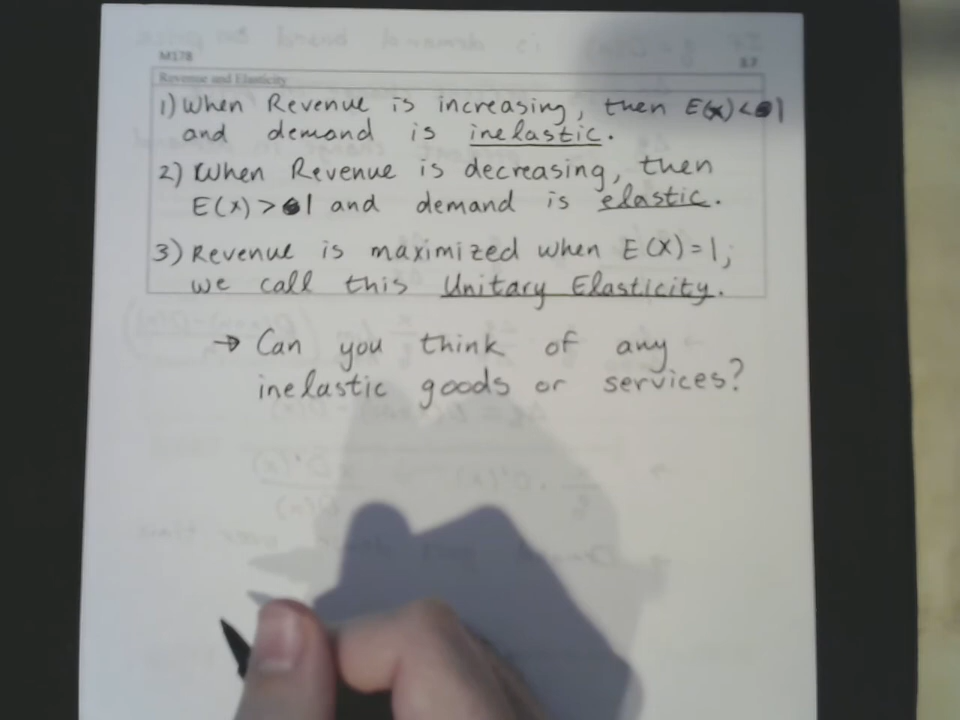 M178 3.7
Revenue and Elasticity
1) When Revenue is increasing, then E(x) < 1
and demand is inelastic.
2) When Revenue is decreasing, then
E(x) > 1 and demand is elastic.
3) Revenue is maximized when E(x) = 1;
we call this Unitary Elasticity.
→ Can you think of any
inelastic goods or services?